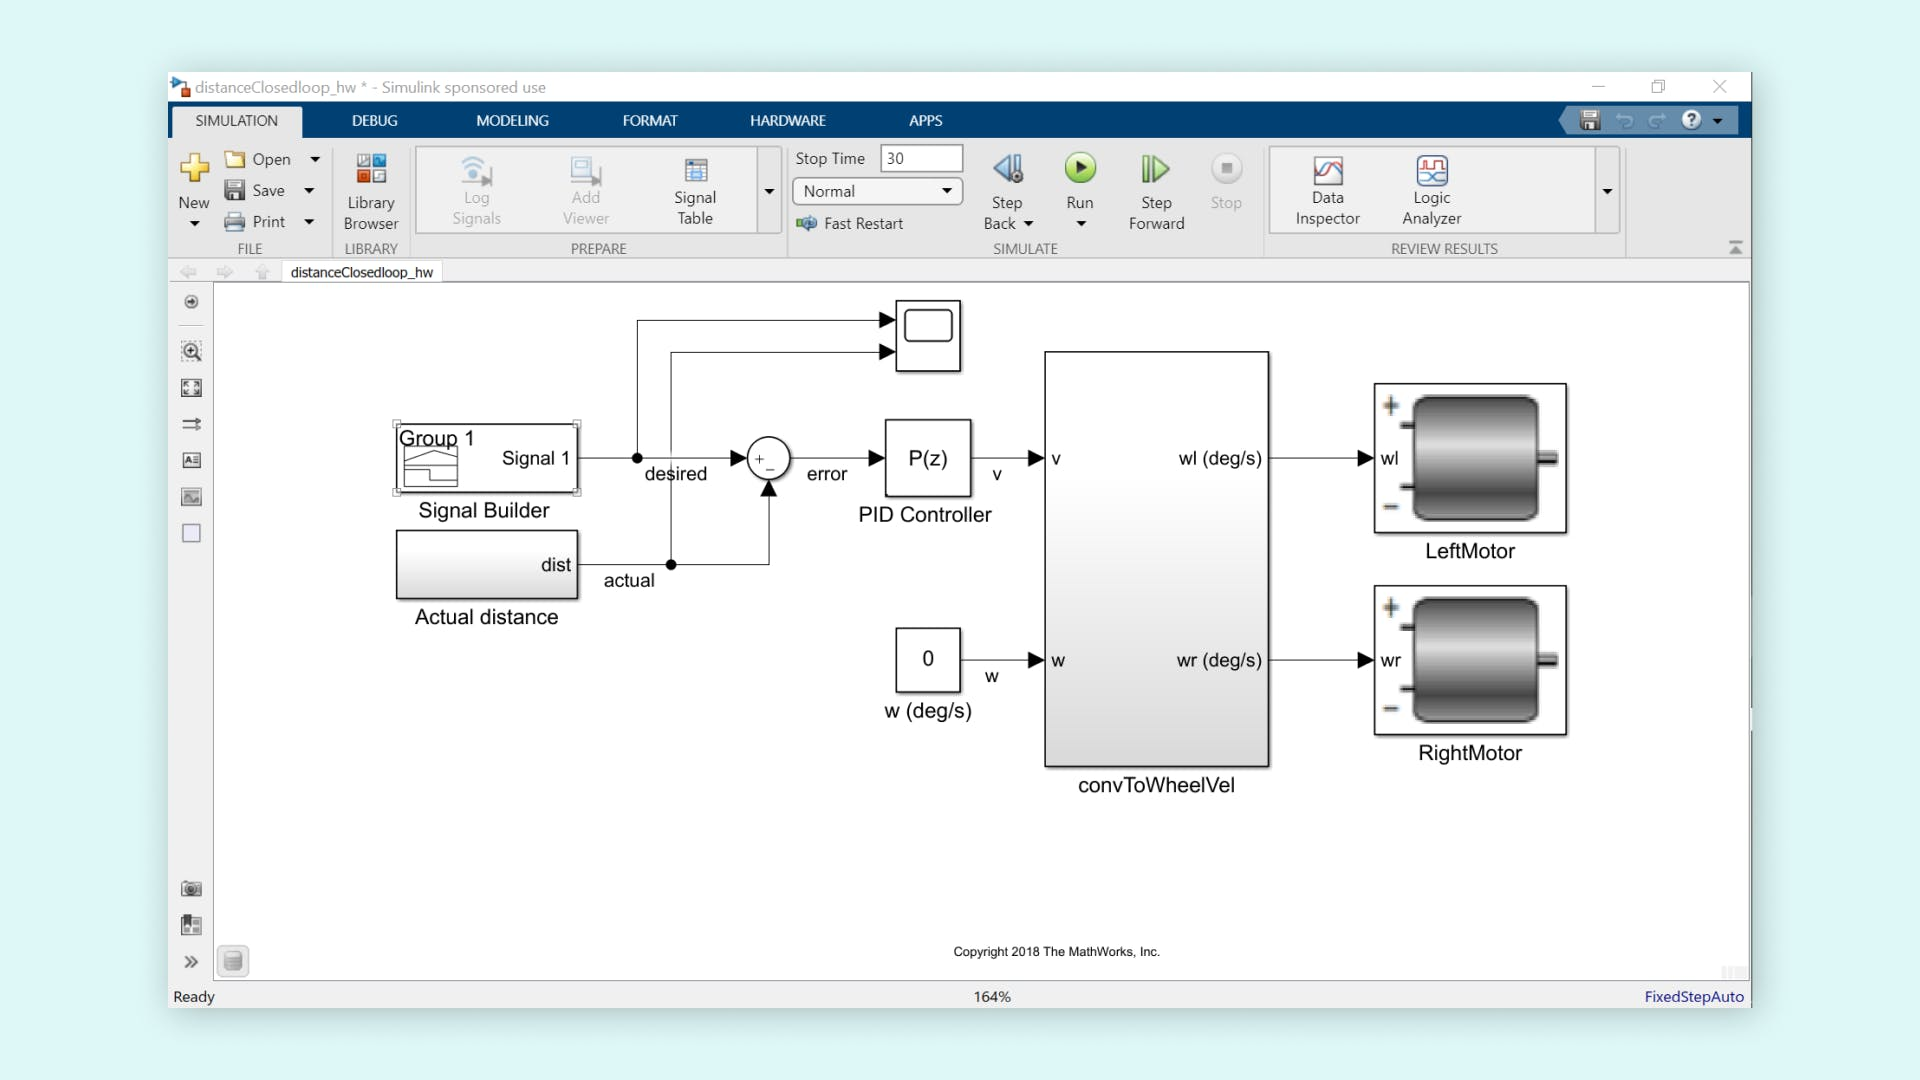 distanceClosedloop_hw * - Simulink sponsored use
SIMULATION DEBUG MODELING FORMAT HARDWARE APPS
New
Open
Save
Print
FILE
Library
Browser
LIBRARY
Log
Signals
Add
Viewer
Signal
Table
PREPARE
Stop Time 30
Normal
Fast Restart
Step
Back
Run
Step
Forward
Stop
SIMULATE
Data
Inspector
Logic
Analyzer
REVIEW RESULTS
distanceClosedloop_hw
Group 1
Signal 1
Signal Builder
desired
dist
actual
Actual distance
+
−
error
P(z)
PID Controller
v
0
w
w (deg/s)
v
w
wl (deg/s)
wr (deg/s)
convToWheelVel
+
wl
−
LeftMotor
+
wr
−
RightMotor
Copyright 2018 The MathWorks, Inc.
Ready 164% FixedStepAuto